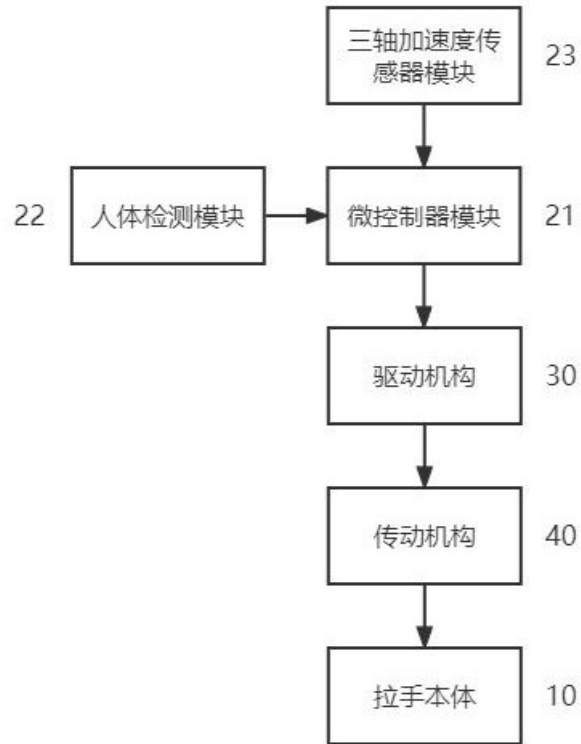 三轴加速度传
感器模块
23
22
人体检测模块
微控制器模块
21
驱动机构
30
传动机构
40
拉手本体
10